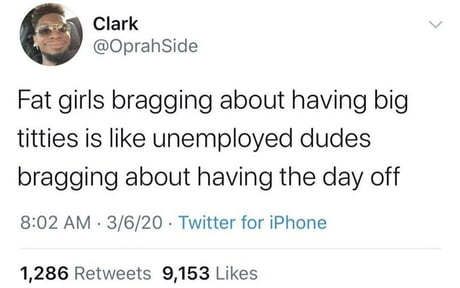 Clark
@OprahSide
Fat girls bragging about having big
titties is like unemployed dudes
bragging about having the day off
8:02 AM · 3/6/20 · Twitter for iPhone
1,286 Retweets 9,153 Likes